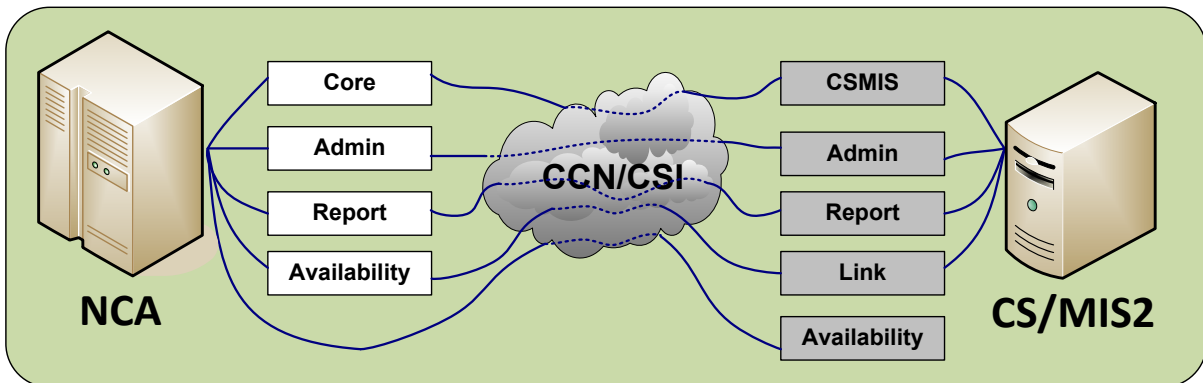 Core
CSMIS
Admin
Admin
CCN/CSI
Report
Report
Availability
Link
NCA
CS/MIS2
Availability